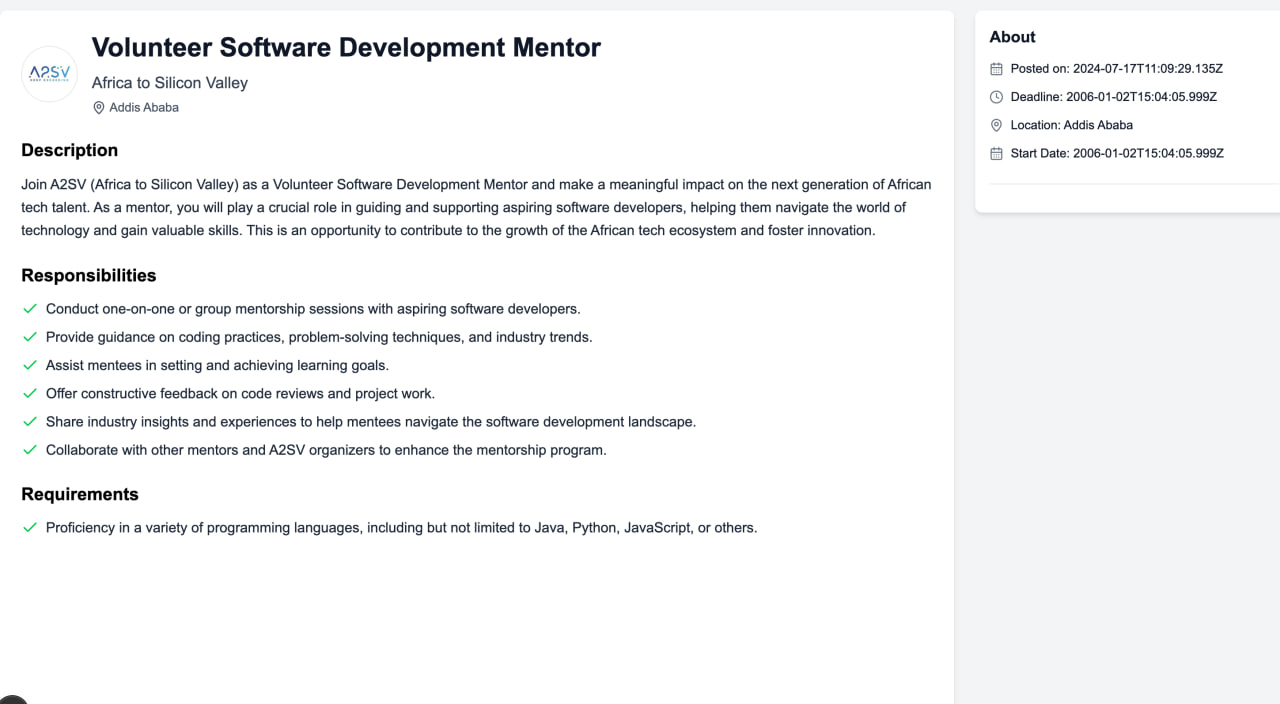 Volunteer Software Development Mentor
A2SV
Africa to Silicon Valley
Addis Ababa
Description
Join A2SV (Africa to Silicon Valley) as a Volunteer Software Development Mentor and make a meaningful impact on the next generation of African
tech talent. As a mentor, you will play a crucial role in guiding and supporting aspiring software developers, helping them navigate the world of
technology and gain valuable skills. This is an opportunity to contribute to the growth of the African tech ecosystem and foster innovation.
Responsibilities
Conduct one-on-one or group mentorship sessions with aspiring software developers.
Provide guidance on coding practices, problem-solving techniques, and industry trends.
Assist mentees in setting and achieving learning goals.
Offer constructive feedback on code reviews and project work.
Share industry insights and experiences to help mentees navigate the software development landscape.
Collaborate with other mentors and A2SV organizers to enhance the mentorship program.
Requirements
Proficiency in a variety of programming languages, including but not limited to Java, Python, JavaScript, or others.
About
Posted on: 2024-07-17T11:09:29.135Z
Deadline: 2006-01-02T15:04:05.999Z
Location: Addis Ababa
Start Date: 2006-01-02T15:04:05.999Z